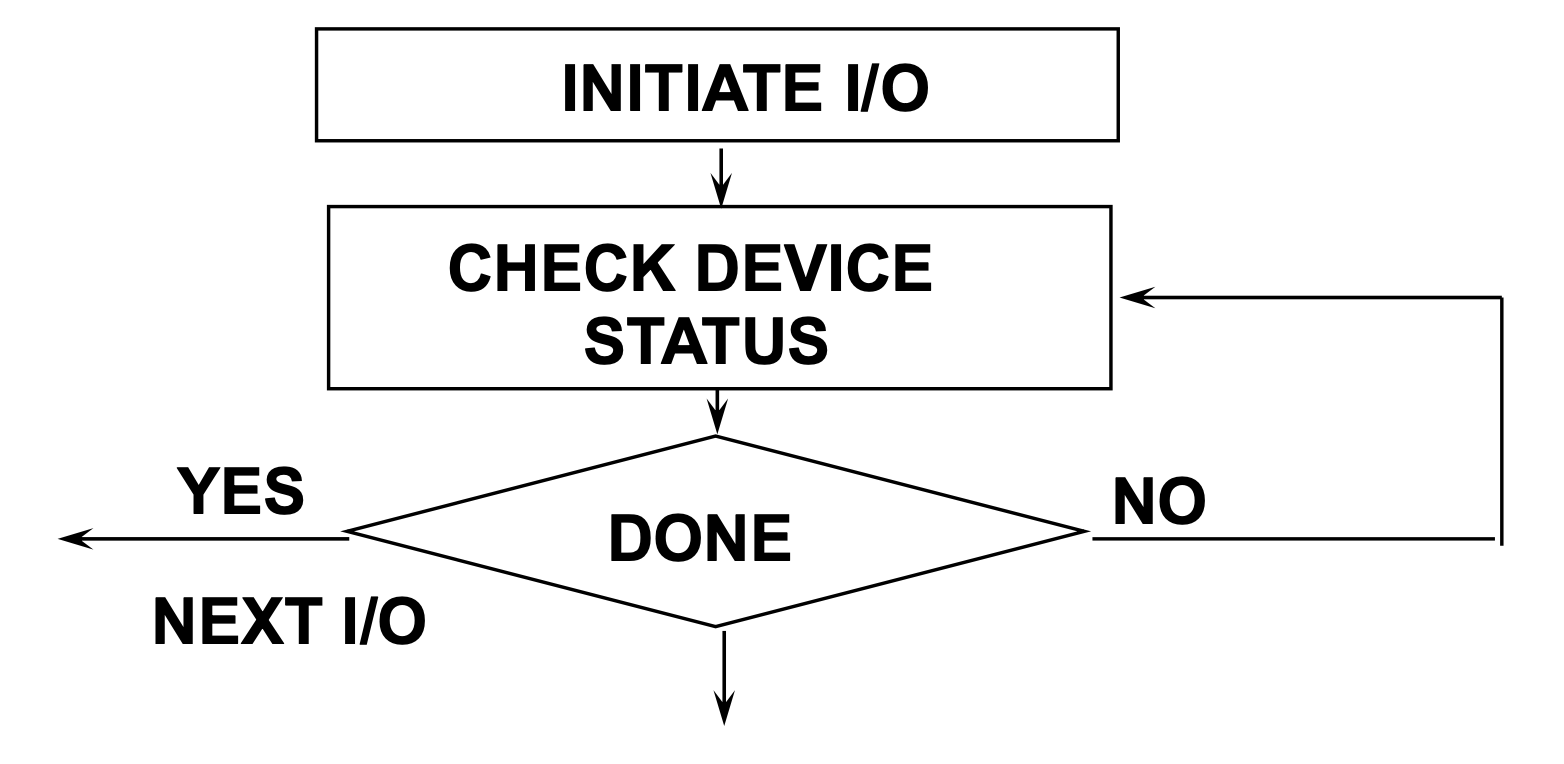 INITIATE I/O
CHECK DEVICE
STATUS
YES
NO
DONE
NEXT I/O